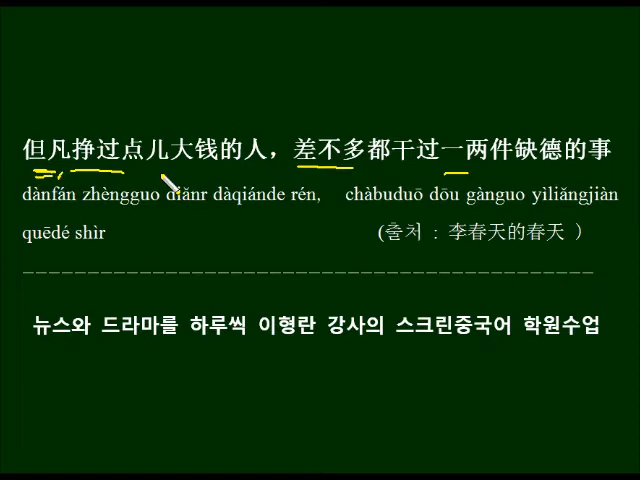 但凡挣过点儿大钱的人，差不多都干过一两件缺德的事
dànfán zhèngguo diǎnr dàqiánde rén, chàbuduō dōu gànguo yìliǎngjiàn
quēdé shìr (출처 : 李春天的春天 )
뉴스와 드라마를 하루씩 이형란 강사의 스크린중국어 학원수업